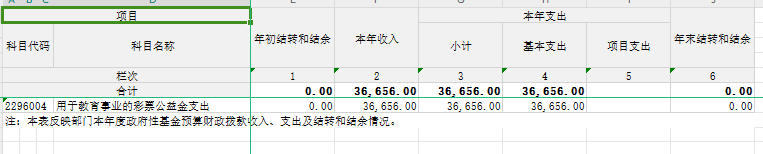 项目
本年支出
科目代码 科目名称 年初结转和结余 本年收入 小计 基本支出 项目支出 年末结转和结余
栏次 1 2 3 4 5 6
合计 0.00 36,656.00 36,656.00 36,656.00 0.00
2296004 用于教育事业的彩票公益金支出 0.00 36,656.00 36,656.00 36,656.00 0.00
注：本表反映部门本年度政府性基金预算财政拨款收入、支出及结转和结余情况。